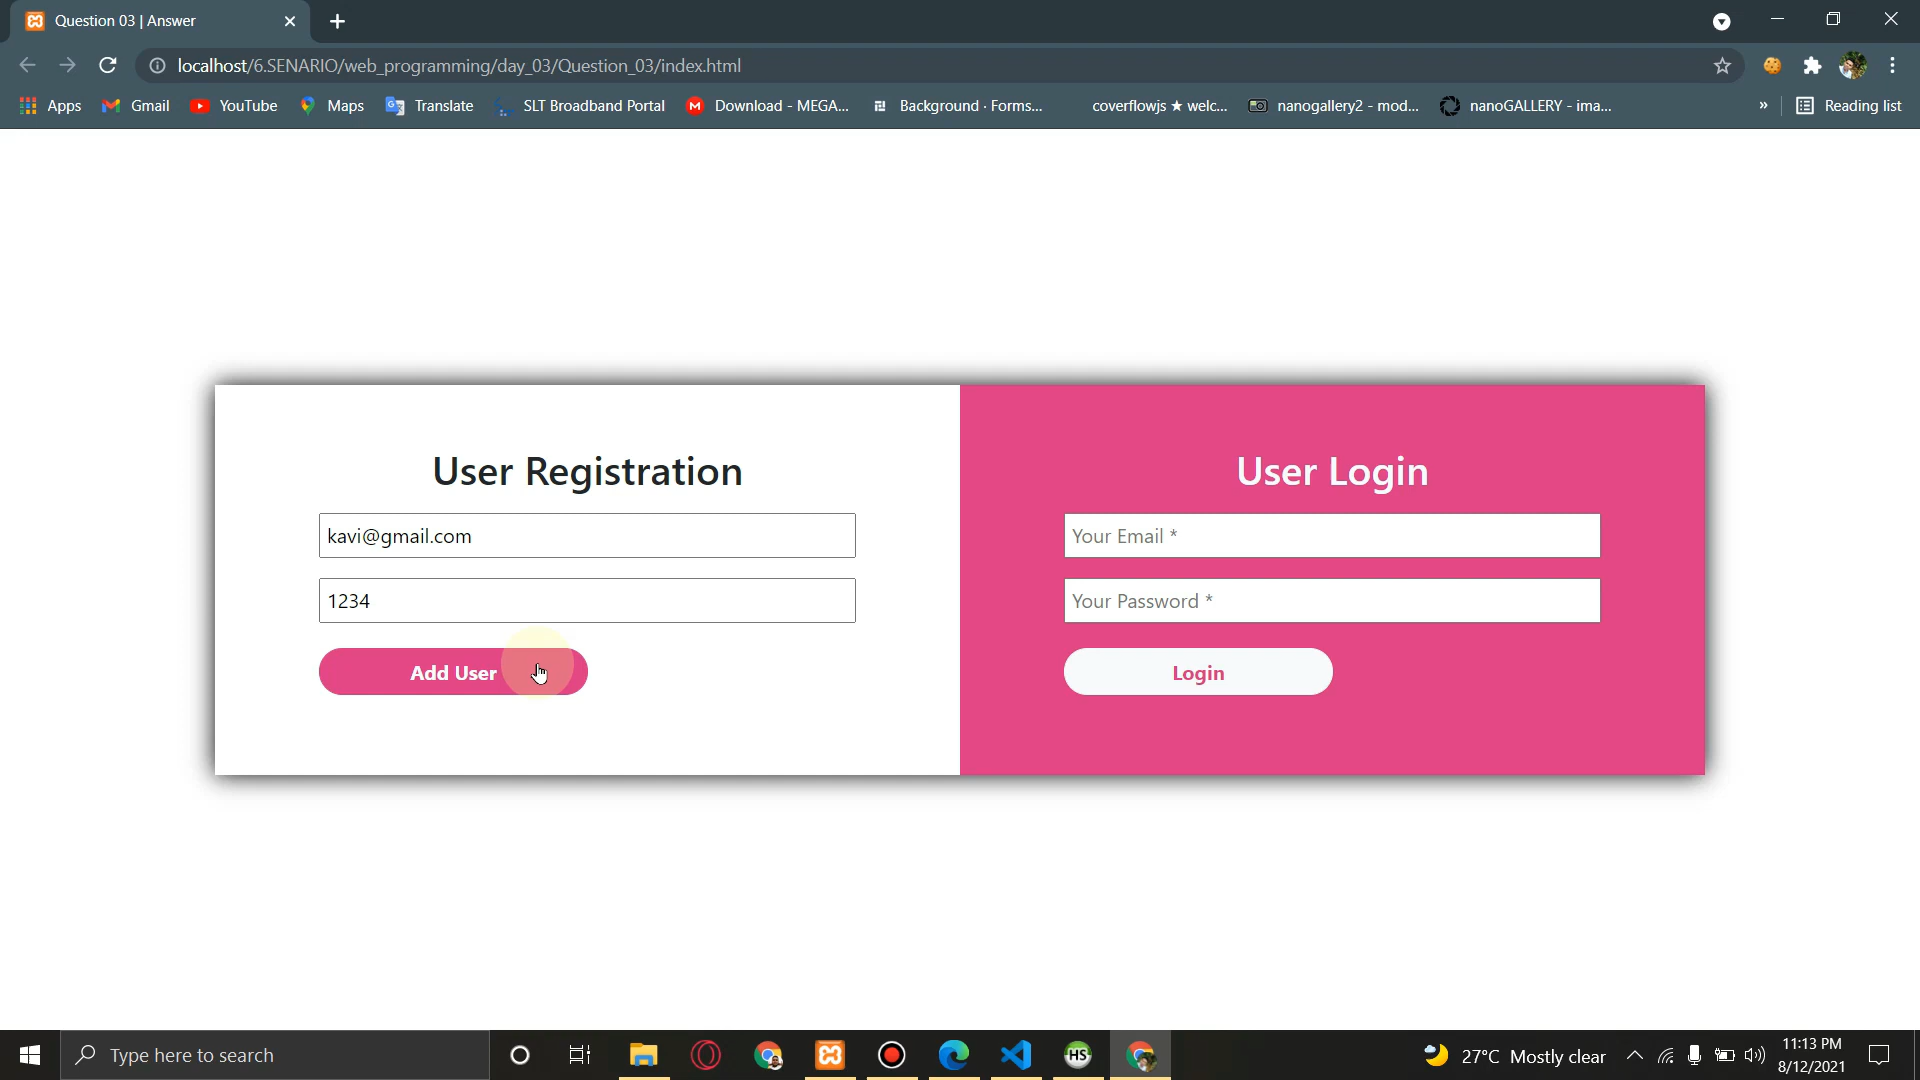 Question 03 | Answer
localhost/6.SENARIO/web_programming/day_03/Question_03/index.html
Apps Gmail YouTube Maps Translate SLT Broadband Portal Download - MEGA... Background · Forms... coverflowjs ★ welc... nanogallery2 - mod... nanoGALLERY - ima... » Reading list
User Registration
kavi@gmail.com
1234
Add User
User Login
Your Email *
Your Password *
Login
Type here to search
HS
27°C Mostly clear
11:13 PM
8/12/2021